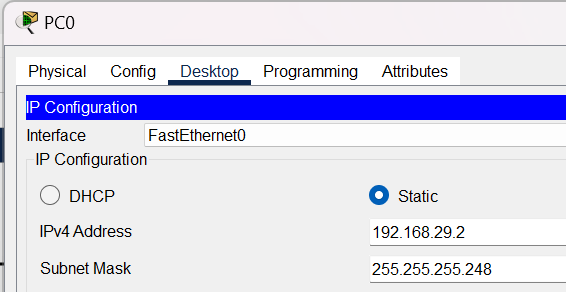 PC0
Physical Config Desktop Programming Attributes
IP Configuration
Interface FastEthernet0
IP Configuration
DHCP Static
IPv4 Address 192.168.29.2
Subnet Mask 255.255.255.248